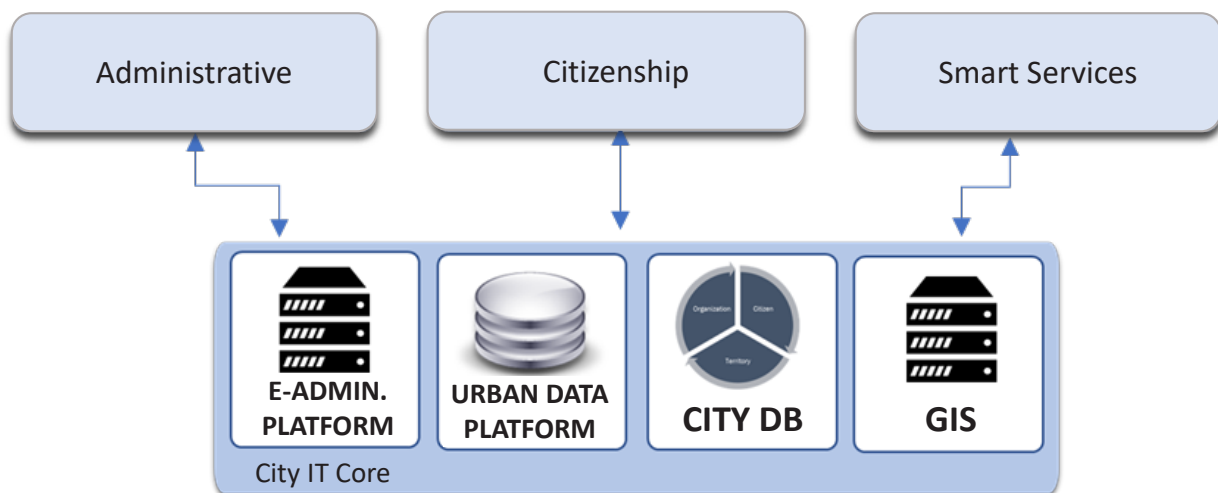 Administrative
Citizenship
Smart Services
E-ADMIN.
PLATFORM
URBAN DATA
PLATFORM
Organization
Citizen
Territory
CITY DB
GIS
City IT Core